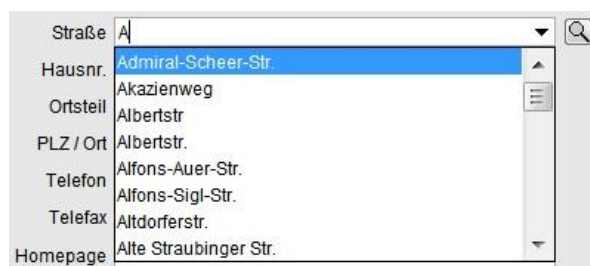 Straße A
Admiral-Scheer-Str.
Hausnr.
Akazienweg
Ortsteil
Albertstr
PLZ / Ort
Albertstr.
Alfons-Auer-Str.
Telefon
Alfons-Sigl-Str.
Telefax
Altdorferstr.
Alte Straubinger Str.
Homepage